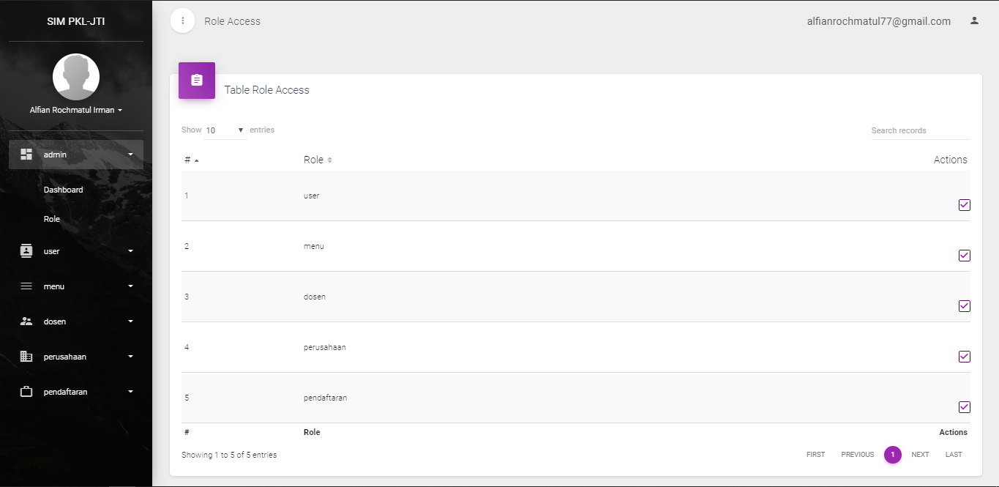 SIM PKL-JTI
Alfian Rochmatul Irman
admin
Dashboard
Role
user
menu
dosen
perusahaan
pendaftaran
Role Access
alfianrochmatul77@gmail.com
Table Role Access
Show 10 entries
Search records
# Role Actions
1 user
2 menu
3 dosen
4 perusahaan
5 pendaftaran
# Role Actions
Showing 1 to 5 of 5 entries
FIRST PREVIOUS 1 NEXT LAST